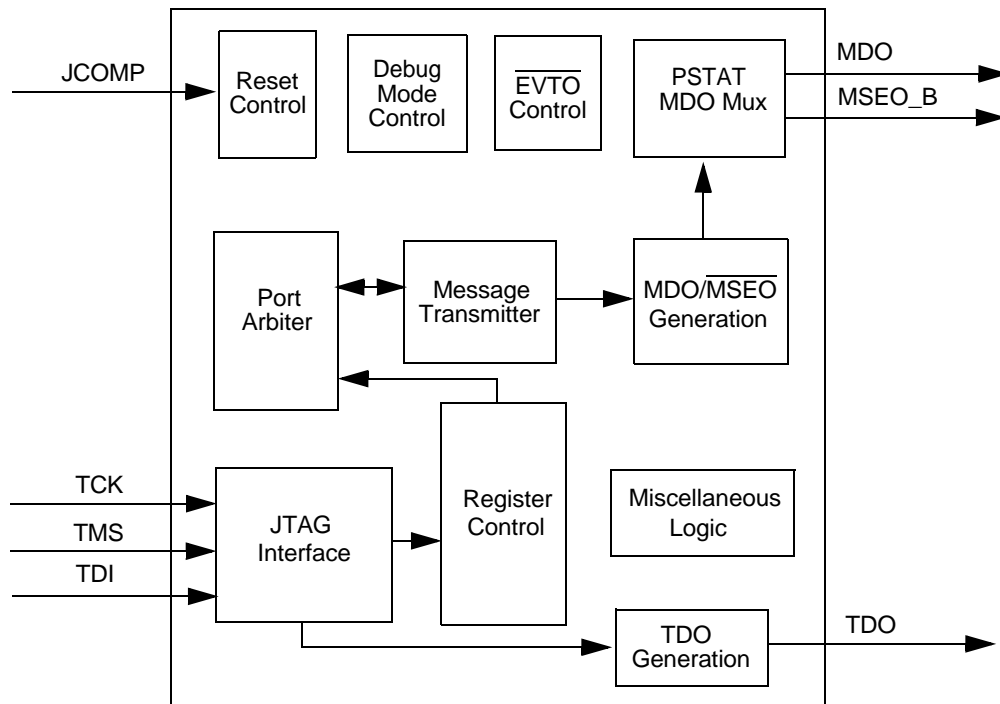 JCOMP
Reset
Control
Debug
Mode
Control
EVTO
Control
PSTAT
MDO Mux
MDO
MSEO_B
Port
Arbiter
Message
Transmitter
MDO/MSEO
Generation
TCK
TMS
TDI
JTAG
Interface
Register
Control
Miscellaneous
Logic
TDO
Generation
TDO